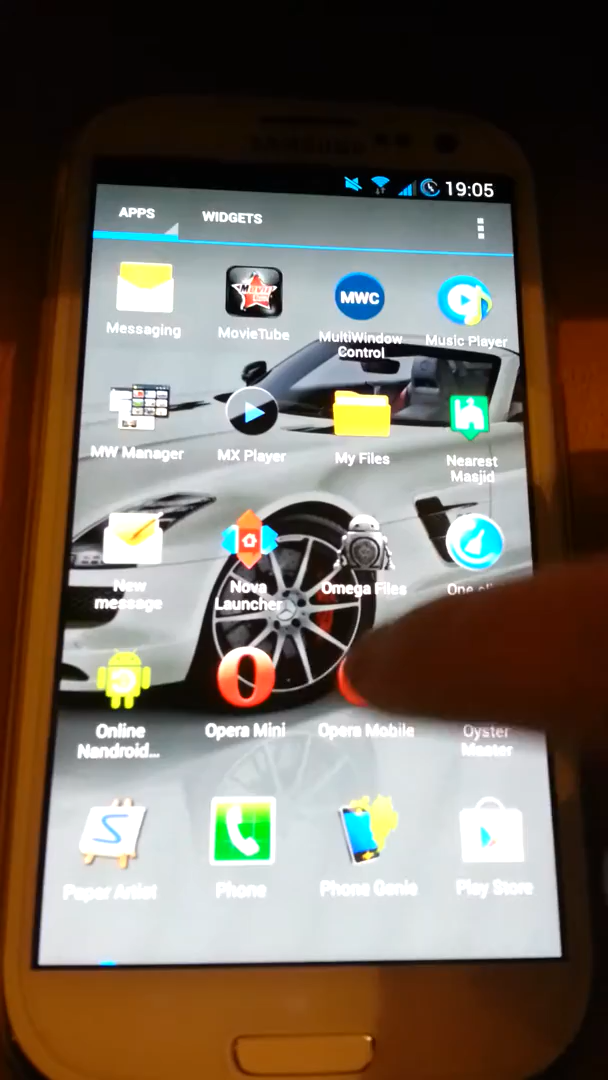 SAMSUNG
19:05
APPS
WIDGETS
Messaging
MovieTube
MWC
MultiWindow
Control
Music Player
MW Manager
MX Player
My Files
Nearest
Masjid
New
message
Nova
Launcher
Omega Files
One
Online
Nandroid...
Opera Mini
Opera Mobile
Oyster
Master
Paper Artist
Phone
Phone Genie
Play Store